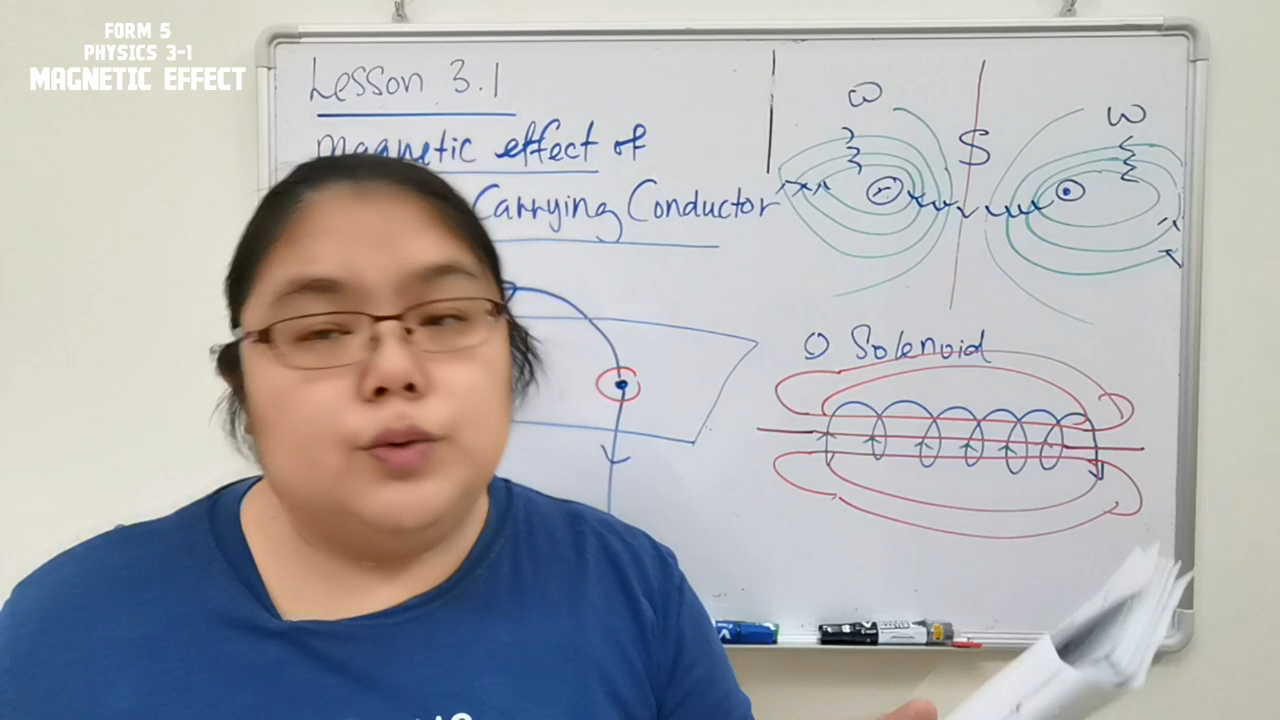 FORM 5
PHYSICS 3-1
MAGNETIC EFFECT
Lesson 3.1
magnetic effect of
Carrying Conductor
W
S
W
Solenoid